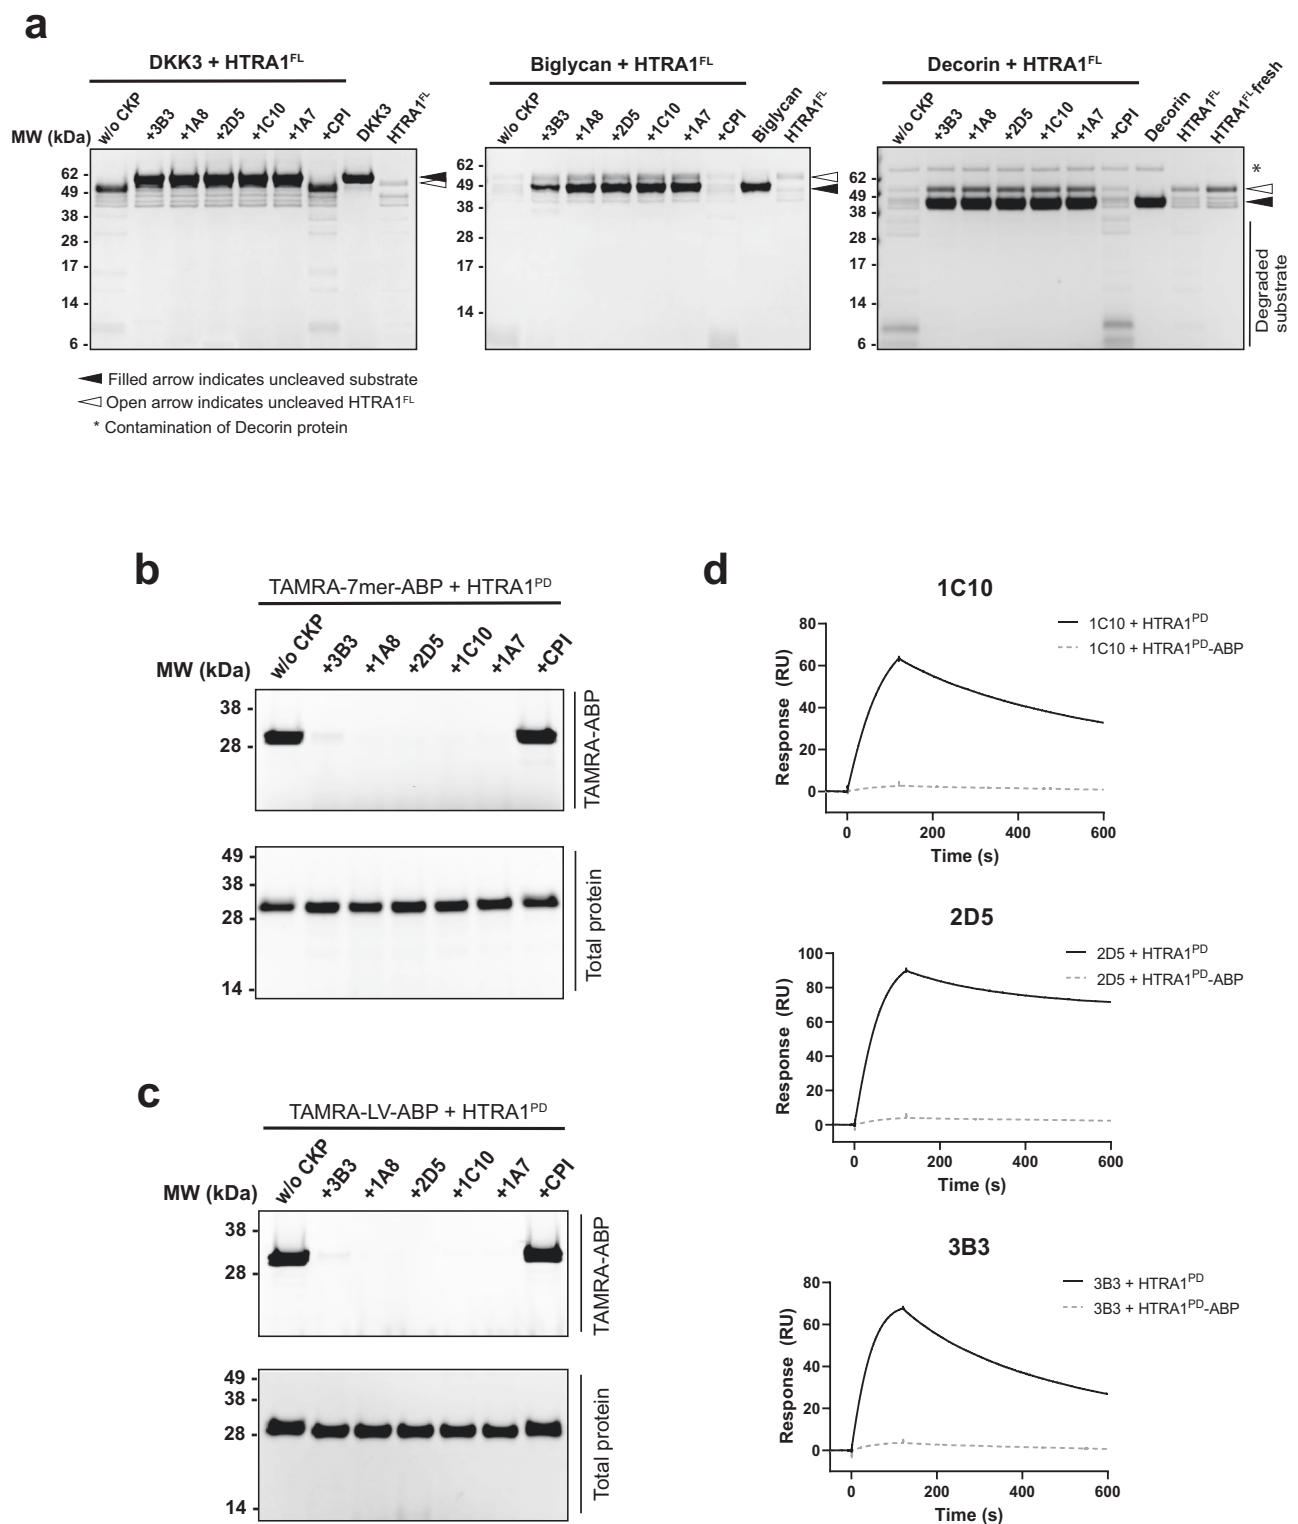 a
DKK3 + HTRA1FL
Biglycan + HTRA1FL
Decorin + HTRA1FL
MW (kDa)
w/o CKP
+3B3
+1A8
+2D5
+1C10
+1A7
+CPI
DKK3
HTRA1FL
w/o CKP
+3B3
+1A8
+2D5
+1C10
+1A7
+CPI
Biglycan
HTRA1FL
w/o CKP
+3B3
+1A8
+2D5
+1C10
+1A7
+CPI
Decorin
HTRA1FL
HTRA1FL fresh
62 -
49 -
38 -
28 -
17 -
14 -
6 -
62 -
49 -
38 -
28 -
17 -
14 -
62 -
49 -
38 -
28 -
17 -
14 -
6 -
*
Degraded
substrate
Filled arrow indicates uncleaved substrate
Open arrow indicates uncleaved HTRA1FL
* Contamination of Decorin protein
b
TAMRA-7mer-ABP + HTRA1PD
MW (kDa)
w/o CKP
+3B3
+1A8
+2D5
+1C10
+1A7
+CPI
38 -
28 -
TAMRA-ABP
49 -
38 -
28 -
14 -
Total protein
c
TAMRA-LV-ABP + HTRA1PD
MW (kDa)
w/o CKP
+3B3
+1A8
+2D5
+1C10
+1A7
+CPI
38 -
28 -
TAMRA-ABP
49 -
38 -
28 -
14 -
Total protein
d
1C10
1C10 + HTRA1PD
1C10 + HTRA1PD-ABP
Response (RU)
80
60
40
20
0
0 200 400 600
Time (s)
2D5
2D5 + HTRA1PD
2D5 + HTRA1PD-ABP
Response (RU)
100
80
60
40
20
0
0 200 400 600
Time (s)
3B3
3B3 + HTRA1PD
3B3 + HTRA1PD-ABP
Response (RU)
80
60
40
20
0
0 200 400 600
Time (s)